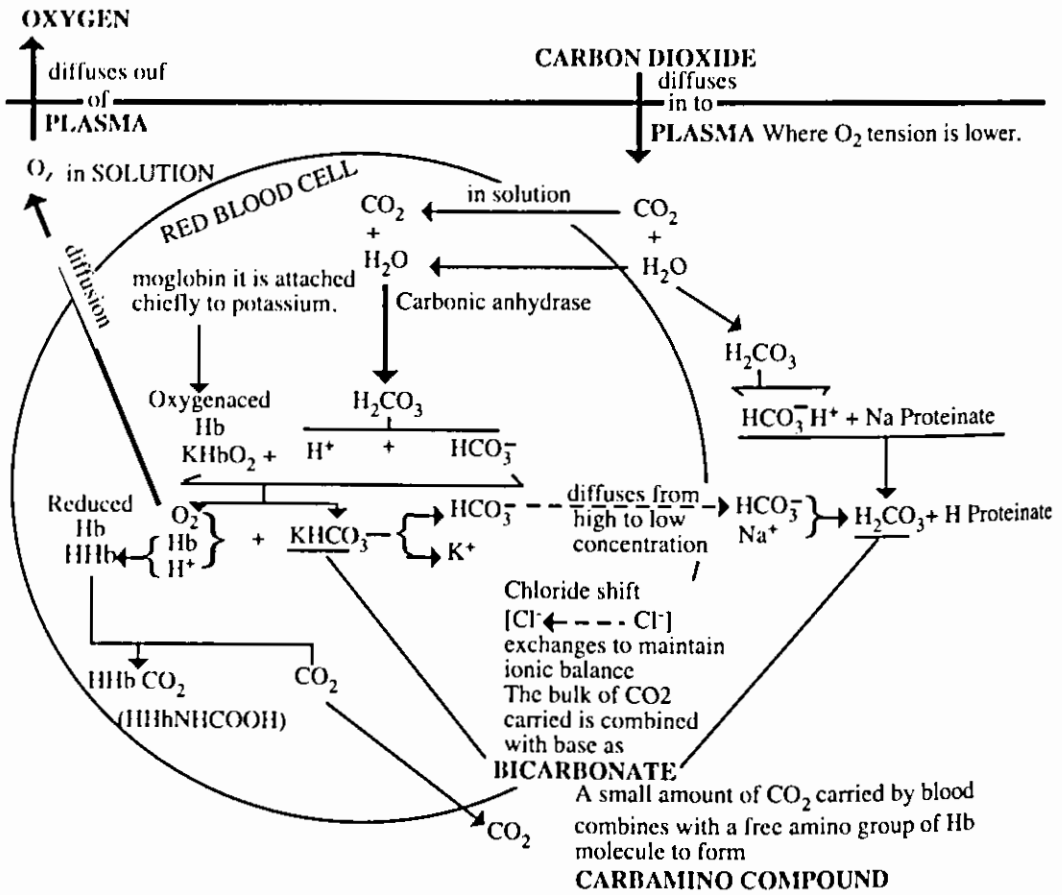 OXYGEN
diffuses ouf
of
PLASMA
CARBON DIOXIDE
diffuses
in to
PLASMA Where O₂ tension is lower.
O, in SOLUTION
RED BLOOD CELL
diffusion
CO₂
+
H₂O
in solution
CO₂
+
H₂O
moglobin it is attached
chiefly to potassium.
Carbonic anhydrase
H₂CO₃
HCO₃⁻ H⁺ + Na Proteinate
Oxygenaced
Hb
KHbO₂ +
H₂CO₃
H⁺ + HCO₃⁻
Reduced
Hb
HHb
O₂
Hb
H⁺
+ KHCO₃
HCO₃⁻
K⁺
diffuses from
high to low
concentration
HCO₃⁻
Na⁺
H₂CO₃ + H Proteinate
Chloride shift
[Cl⁻ Cl⁻]
exchanges to maintain
ionic balance
The bulk of CO2
carried is combined
with base as
BICARBONATE
HHb CO₂
(HHhNHCOOH)
CO₂
CO₂
A small amount of CO₂ carried by blood
combines with a free amino group of Hb
molecule to form
CARBAMINO COMPOUND